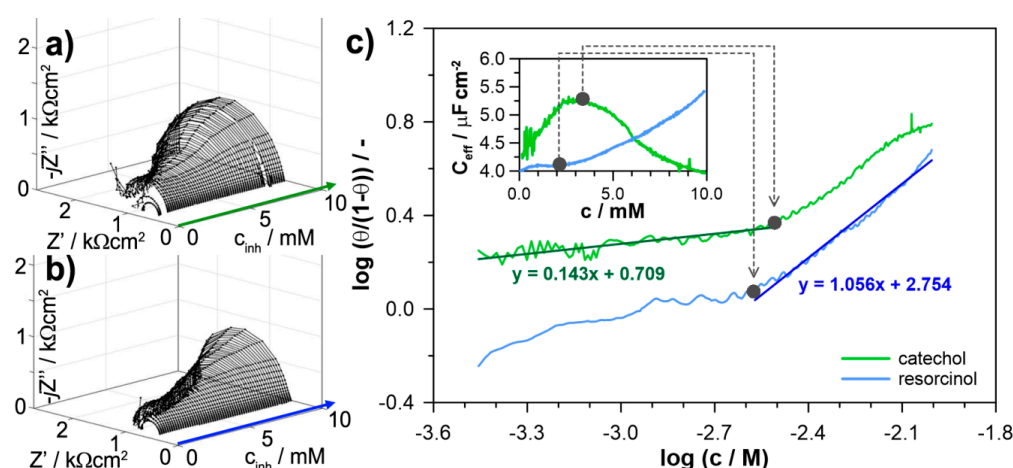 a)
2
1
0
-jZ'' / kΩcm²
2
1
0
Z' / kΩcm²
0
5
10
c_inh / mM
b)
2
1
0
-jZ'' / kΩcm²
2
1
0
Z' / kΩcm²
0
5
10
c_inh / mM
c)
1.2
0.8
0.4
0.0
-0.4
log (θ/(1-θ)) / -
6.0
5.5
5.0
4.5
4.0
C_eff / µF cm⁻²
0.0
5.0
10.0
c / mM
y = 0.143x + 0.709
y = 1.056x + 2.754
catechol
resorcinol
-3.6
-3.3
-3.0
-2.7
-2.4
-2.1
-1.8
log (c / M)